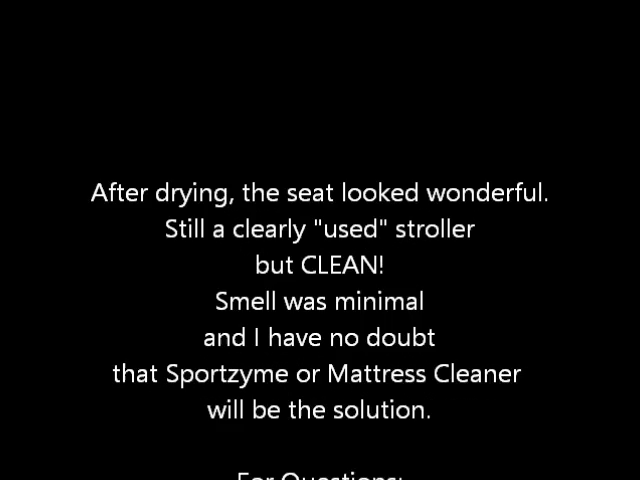 After drying, the seat looked wonderful.
Still a clearly "used" stroller
but CLEAN!
Smell was minimal
and I have no doubt
that Sportzyme or Mattress Cleaner
will be the solution.
For Questions: